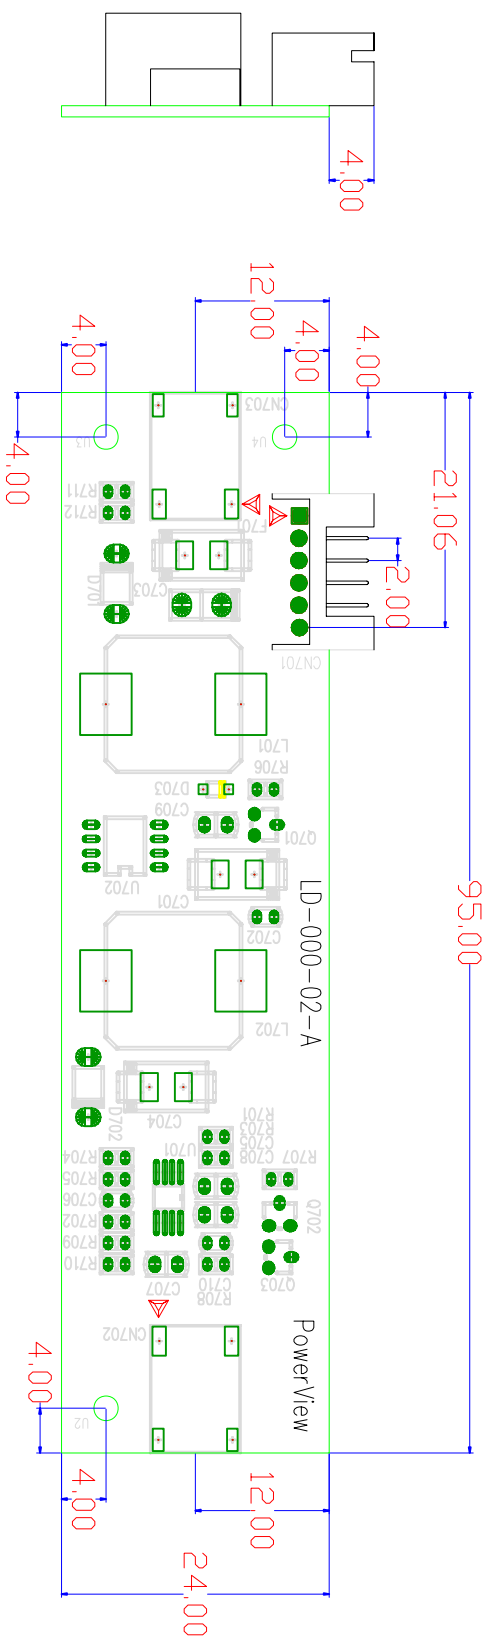 4,00
12,00
4,00
4,00
4,00
4,00
CN703
U3
U4
21,06
R711
R712
F701
2,00
D701
C703
CN701
L701
R706
D703
C709
Q701
U702
C701
LD-000-02-A
C702
95,00
L702
C704
D702
R701
R703
C705
C708
U701
R707
R704
R705
C706
R702
R709
R710
Q702
C707
C710
R708
Q703
CN702
PowerView
4,00
U2
4,00
12,00
24,00